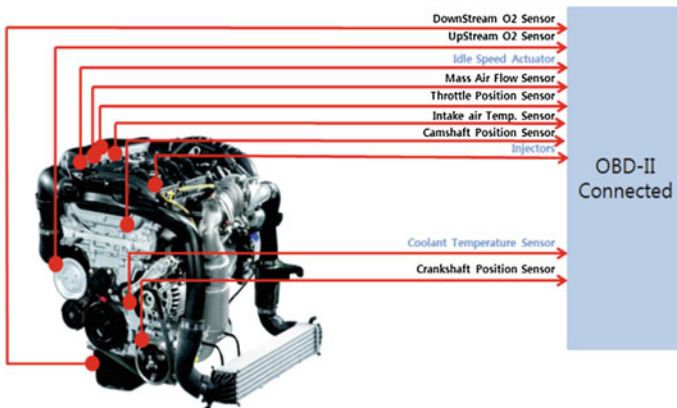 DownStream O2 Sensor
UpStream O2 Sensor
Idle Speed Actuator
Mass Air Flow Sensor
Throttle Position Sensor
Intake air Temp. Sensor
Camshaft Position Sensor
Injectors
OBD-II
Connected
Coolant Temperature Sensor
Crankshaft Position Sensor